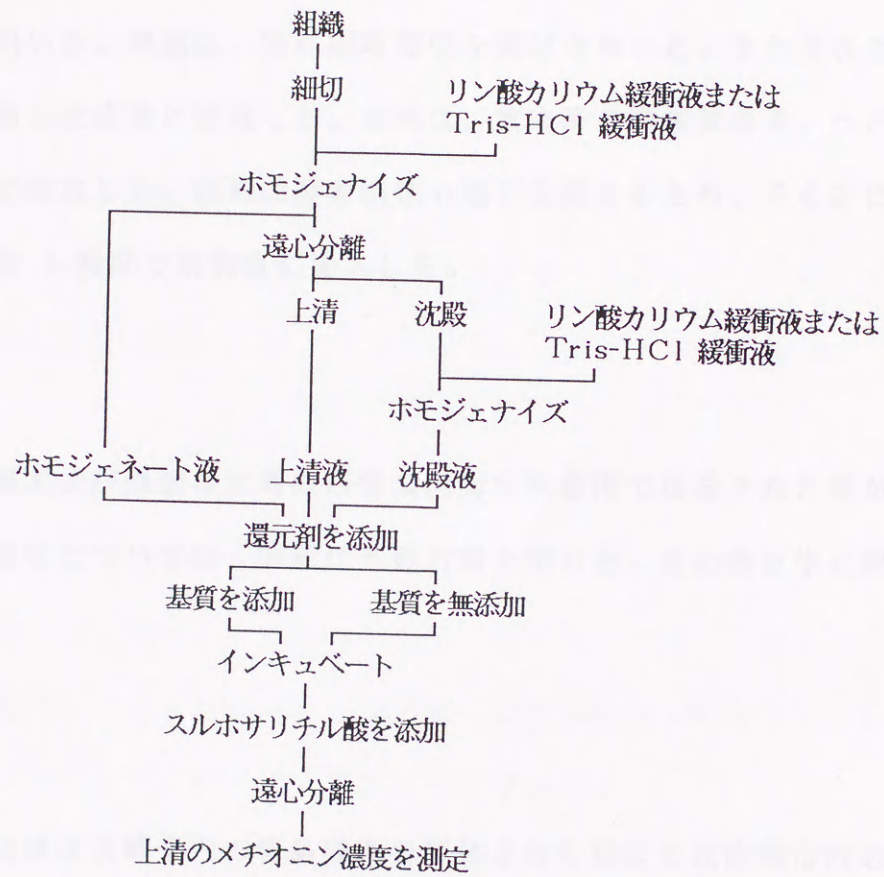 組織
細切
リン酸カリウム緩衝液または
Tris-HCl 緩衝液
ホモジェナイズ
遠心分離
上清
沈殿
リン酸カリウム緩衝液または
Tris-HCl 緩衝液
ホモジェナイズ
ホモジェネート液
上清液
沈殿液
還元剤を添加
基質を添加
基質を無添加
インキュベート
スルホサリチル酸を添加
遠心分離
上清のメチオニン濃度を測定